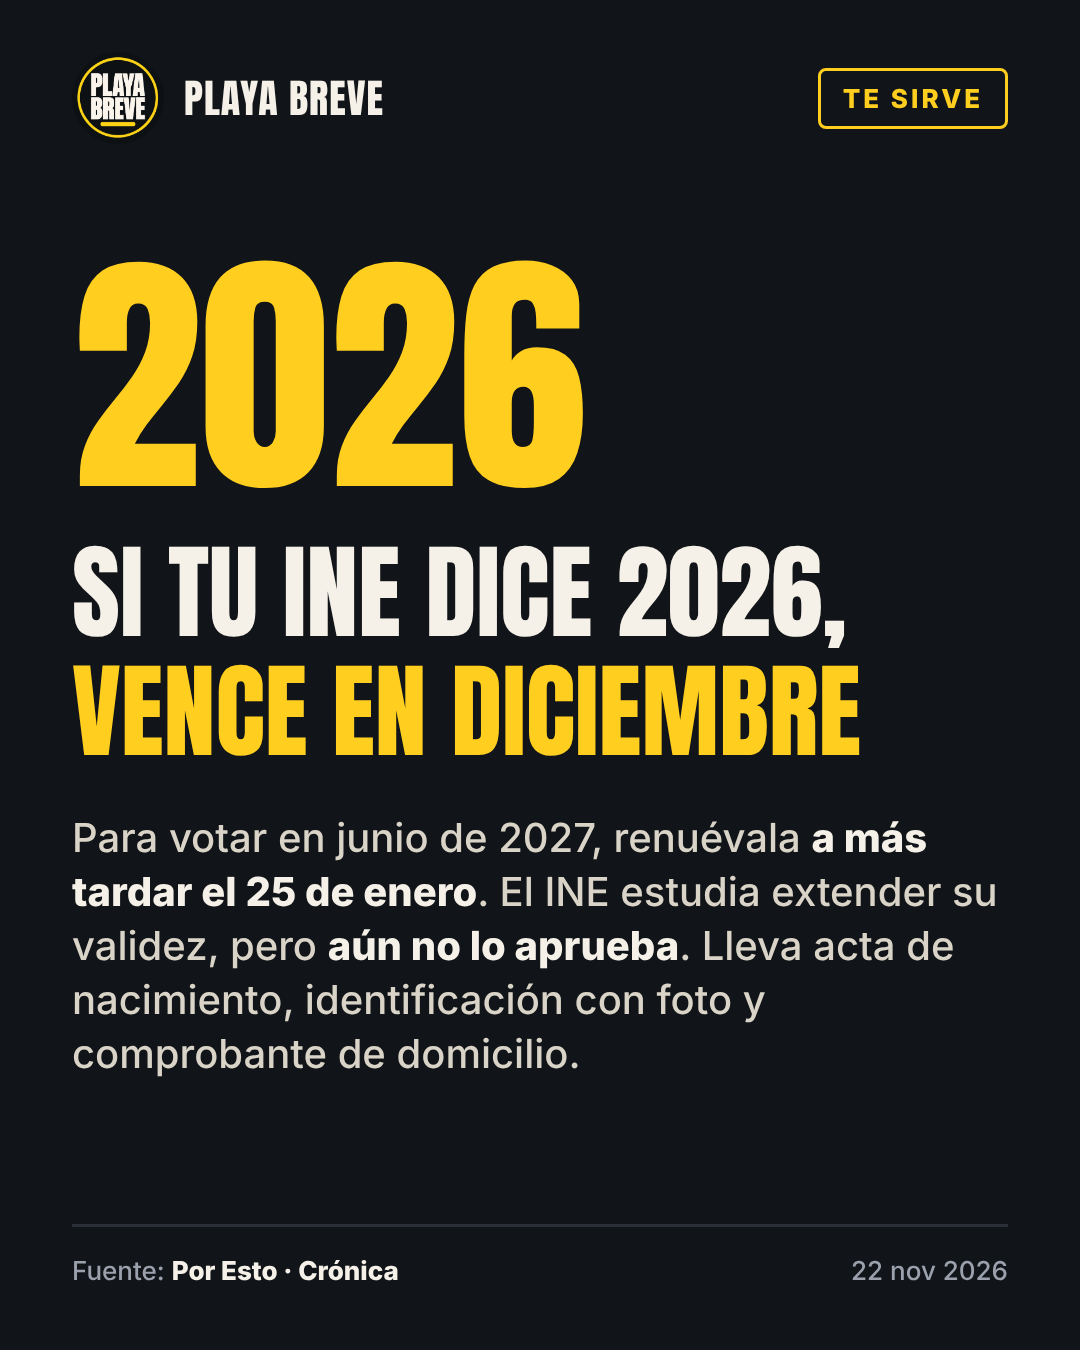 PLAYA
BREVE
PLAYA BREVE
TE SIRVE
2026
SI TU INE DICE 2026,
VENCE EN DICIEMBRE
Para votar en junio de 2027, renuévala a más
tardar el 25 de enero. El INE estudia extender su
validez, pero aún no lo aprueba. Lleva acta de
nacimiento, identificación con foto y
comprobante de domicilio.
Fuente: Por Esto · Crónica
22 nov 2026